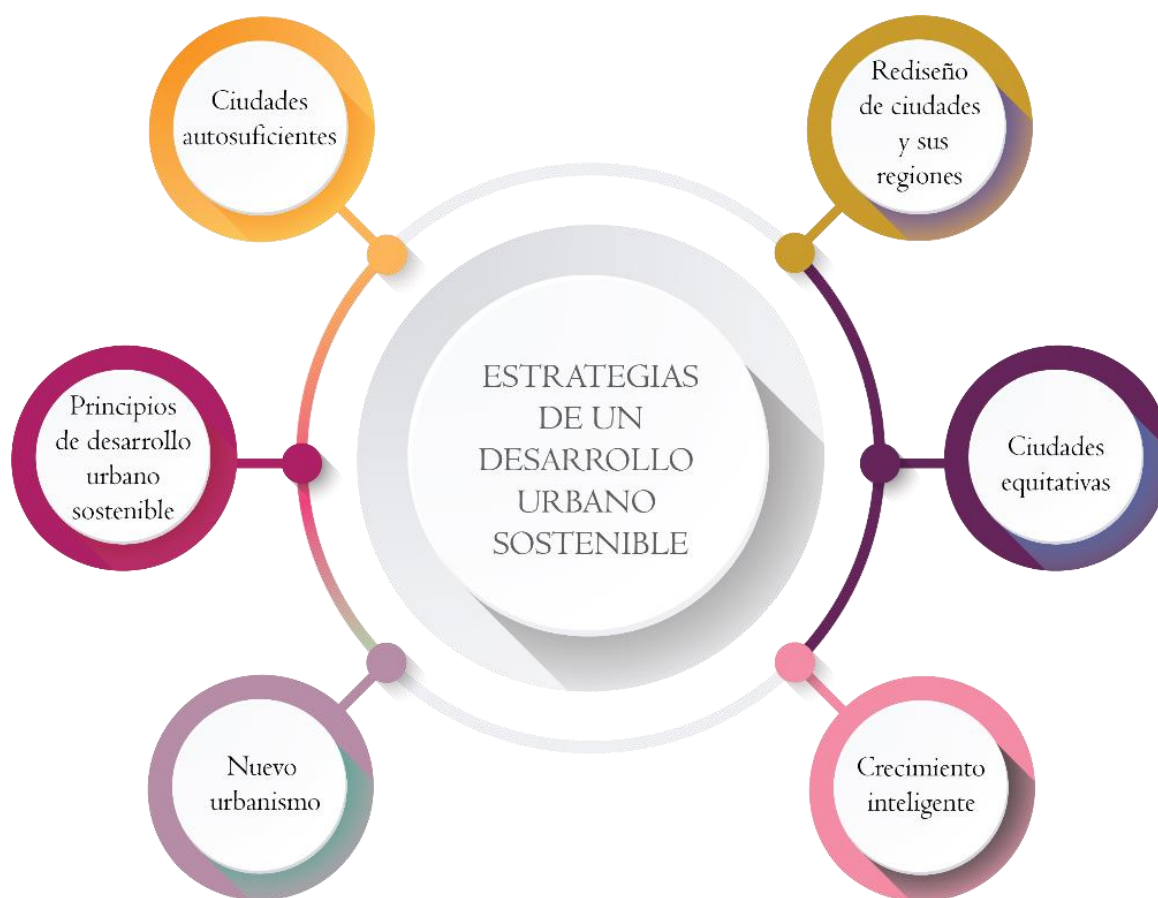 Ciudades
autosuficientes
Rediseño
de ciudades
y sus
regiones
Principios
de desarrollo
urbano
sostenible
ESTRATEGIAS
DE UN
DESARROLLO
URBANO
SOSTENIBLE
Ciudades
equitativas
Nuevo
urbanismo
Crecimiento
inteligente